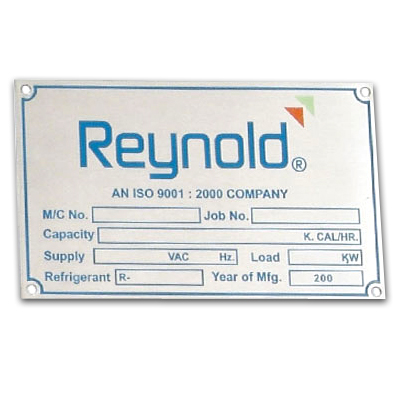 Reynold®
AN ISO 9001 : 2000 COMPANY
M/C No. Job No.
Capacity K. CAL/HR.
Supply VAC Hz. Load KW
Refrigerant R- Year of Mfg. 200